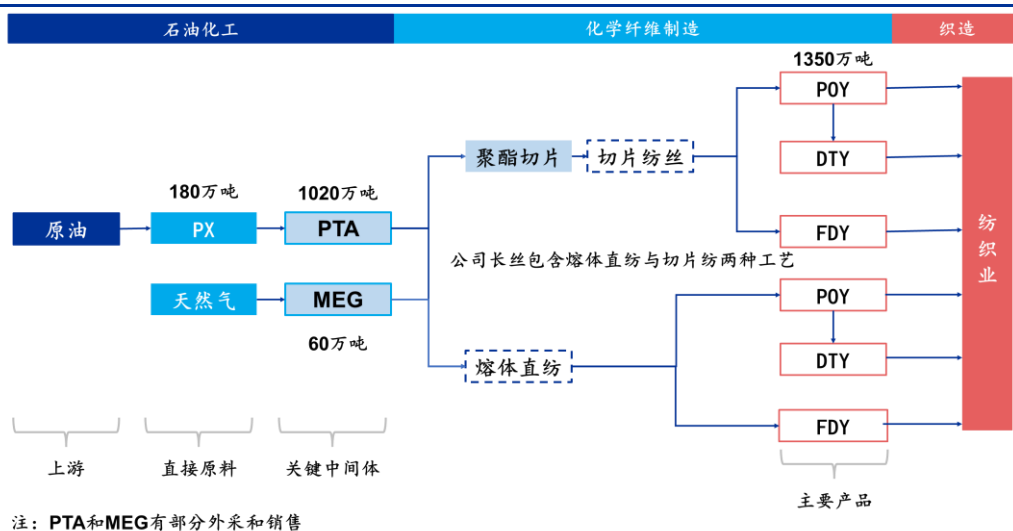 石油化工
化学纤维制造
织造
1350万吨
POY
聚酯切片
切片纺丝
DTY
180万吨
1020万吨
原油
PX
PTA
FDY
纺织业
公司长丝包含熔体直纺与切片纺两种工艺
天然气
MEG
POY
60万吨
熔体直纺
DTY
FDY
上游
直接原料
关键中间体
主要产品
注：PTA和MEG有部分外采和销售